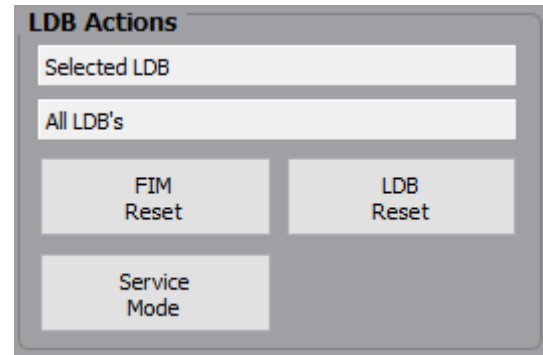 LDB Actions
Selected LDB
All LDB's
FIM
Reset
LDB
Reset
Service
Mode